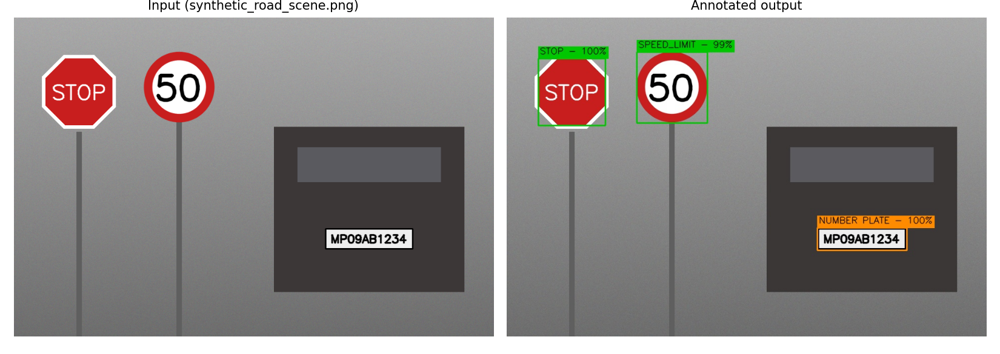 Input (synthetic_road_scene.png)
STOP
50
MP09AB1234
Annotated output
STOP - 100%
SPEED_LIMIT - 99%
STOP
50
NUMBER PLATE - 100%
MP09AB1234